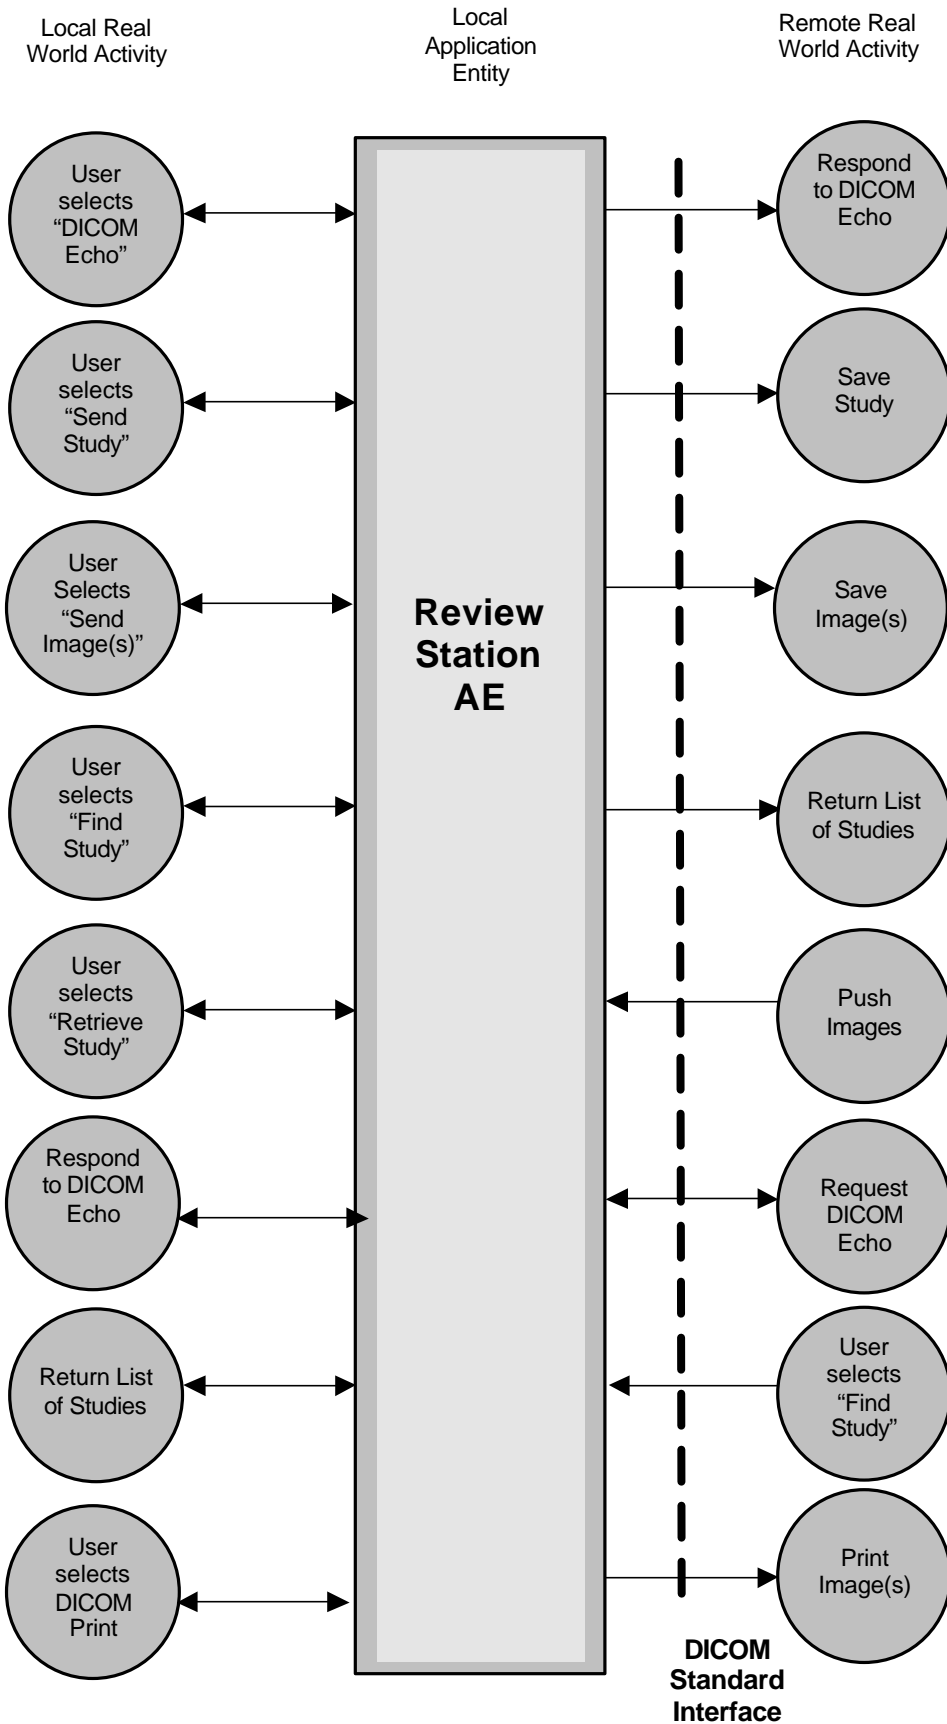 Local Real
World Activity
Local
Application
Entity
Remote Real
World Activity
User
selects
“DICOM
Echo”
Respond
to DICOM
Echo
User
selects
“Send
Study”
Save
Study
User
Selects
“Send
Image(s)”
Review
Station
AE
Save
Image(s)
User
selects
“Find
Study”
Return List
of Studies
User
selects
“Retrieve
Study”
Push
Images
Respond
to DICOM
Echo
Request
DICOM
Echo
Return List
of Studies
User
selects
“Find
Study”
User
selects
DICOM
Print
Print
Image(s)
DICOM
Standard
Interface